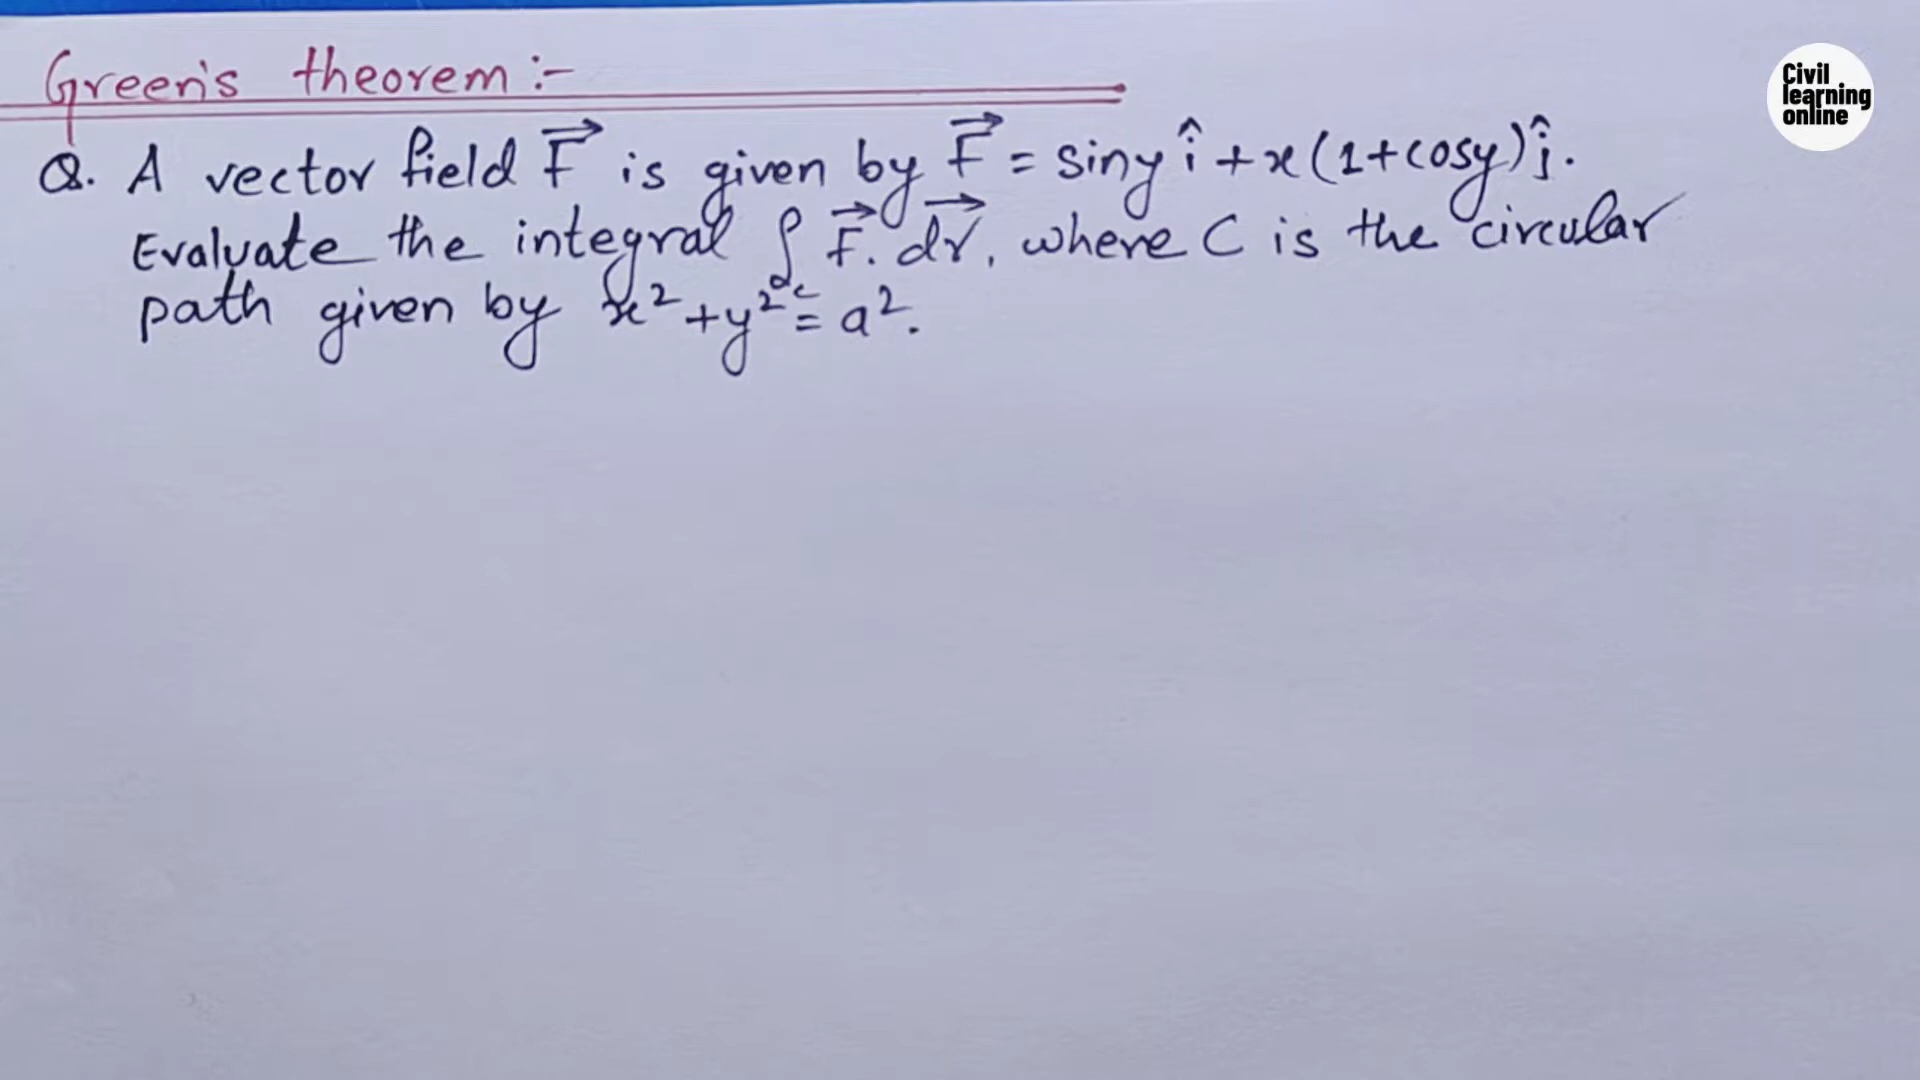 Green's theorem :-
Civil
learning
online
Q. A vector field F⃗ is given by F⃗ = siny î + x(1+cosy) ĵ.
Evaluate the integral ∫c F⃗. dr⃗, where C is the circular
path given by x² + y² = a².